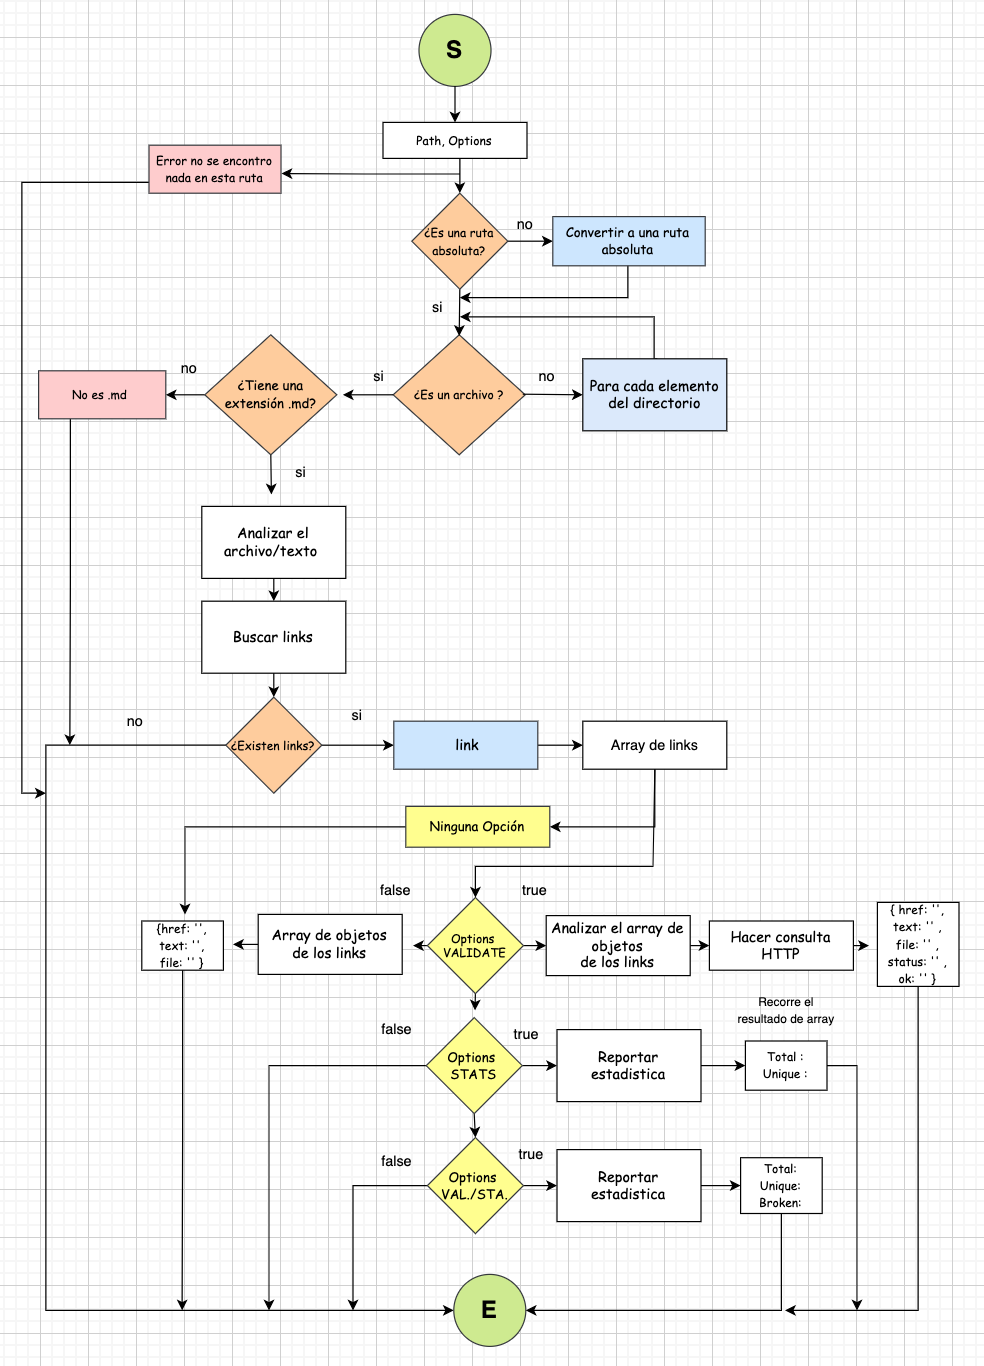 S
Path, Options
Error no se encontro
nada en esta ruta
¿Es una ruta
absoluta?
no
Convertir a una ruta
absoluta
si
¿Es un archivo ?
no
Para cada elemento
del directorio
si
¿Tiene una
extensión .md?
no
No es .md
si
Analizar el
archivo/texto
Buscar links
¿Existen links?
no
si
link
Array de links
Ninguna Opción
false
true
Options
VALIDATE
Array de objetos
de los links
{href: '',
text: '',
file: '' }
Analizar el array de
objetos
de los links
Hacer consulta
HTTP
{ href: '',
text: '' ,
file: '' ,
status: '' ,
ok: '' }
Recorre el
resultado de array
false
true
Options
STATS
Reportar
estadistica
Total :
Unique :
false
true
Options
VAL./STA.
Reportar
estadistica
Total:
Unique:
Broken:
E